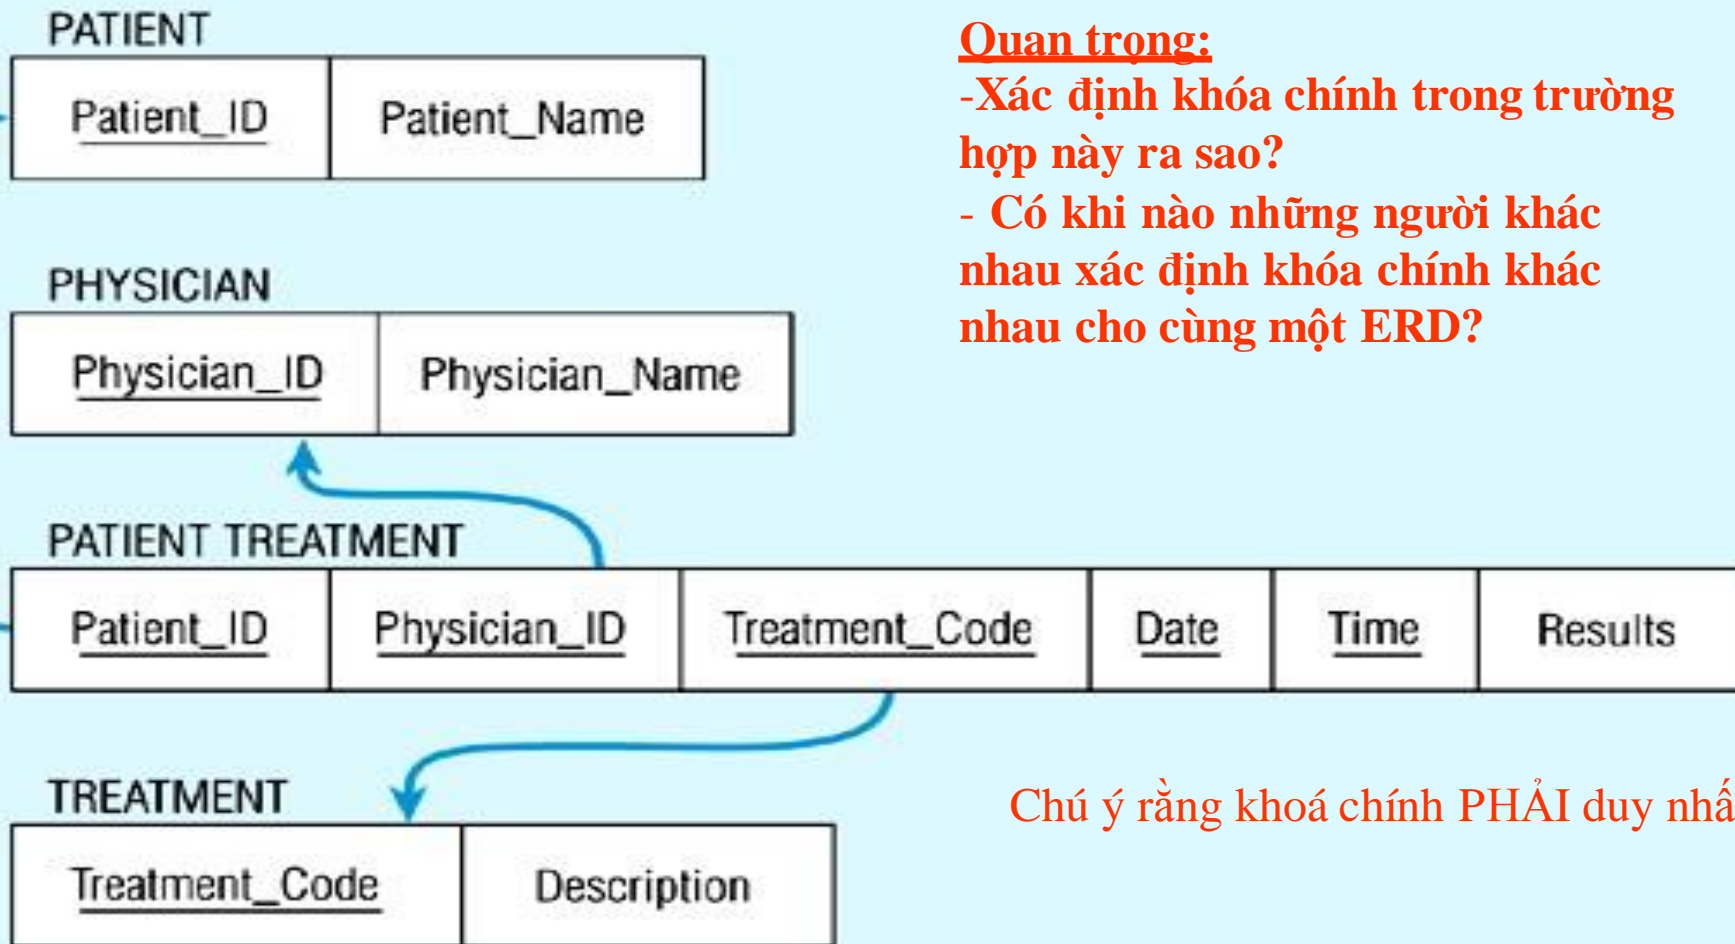 PATIENT
Patient_ID Patient_Name
Quan trọng:
-Xác định khóa chính trong trường
hợp này ra sao?
- Có khi nào những người khác
nhau xác định khóa chính khác
nhau cho cùng một ERD?
PHYSICIAN
Physician_ID Physician_Name
PATIENT TREATMENT
Patient_ID Physician_ID Treatment_Code Date Time Results
Chú ý rằng khoá chính PHẢI duy nhấ
TREATMENT
Treatment_Code Description